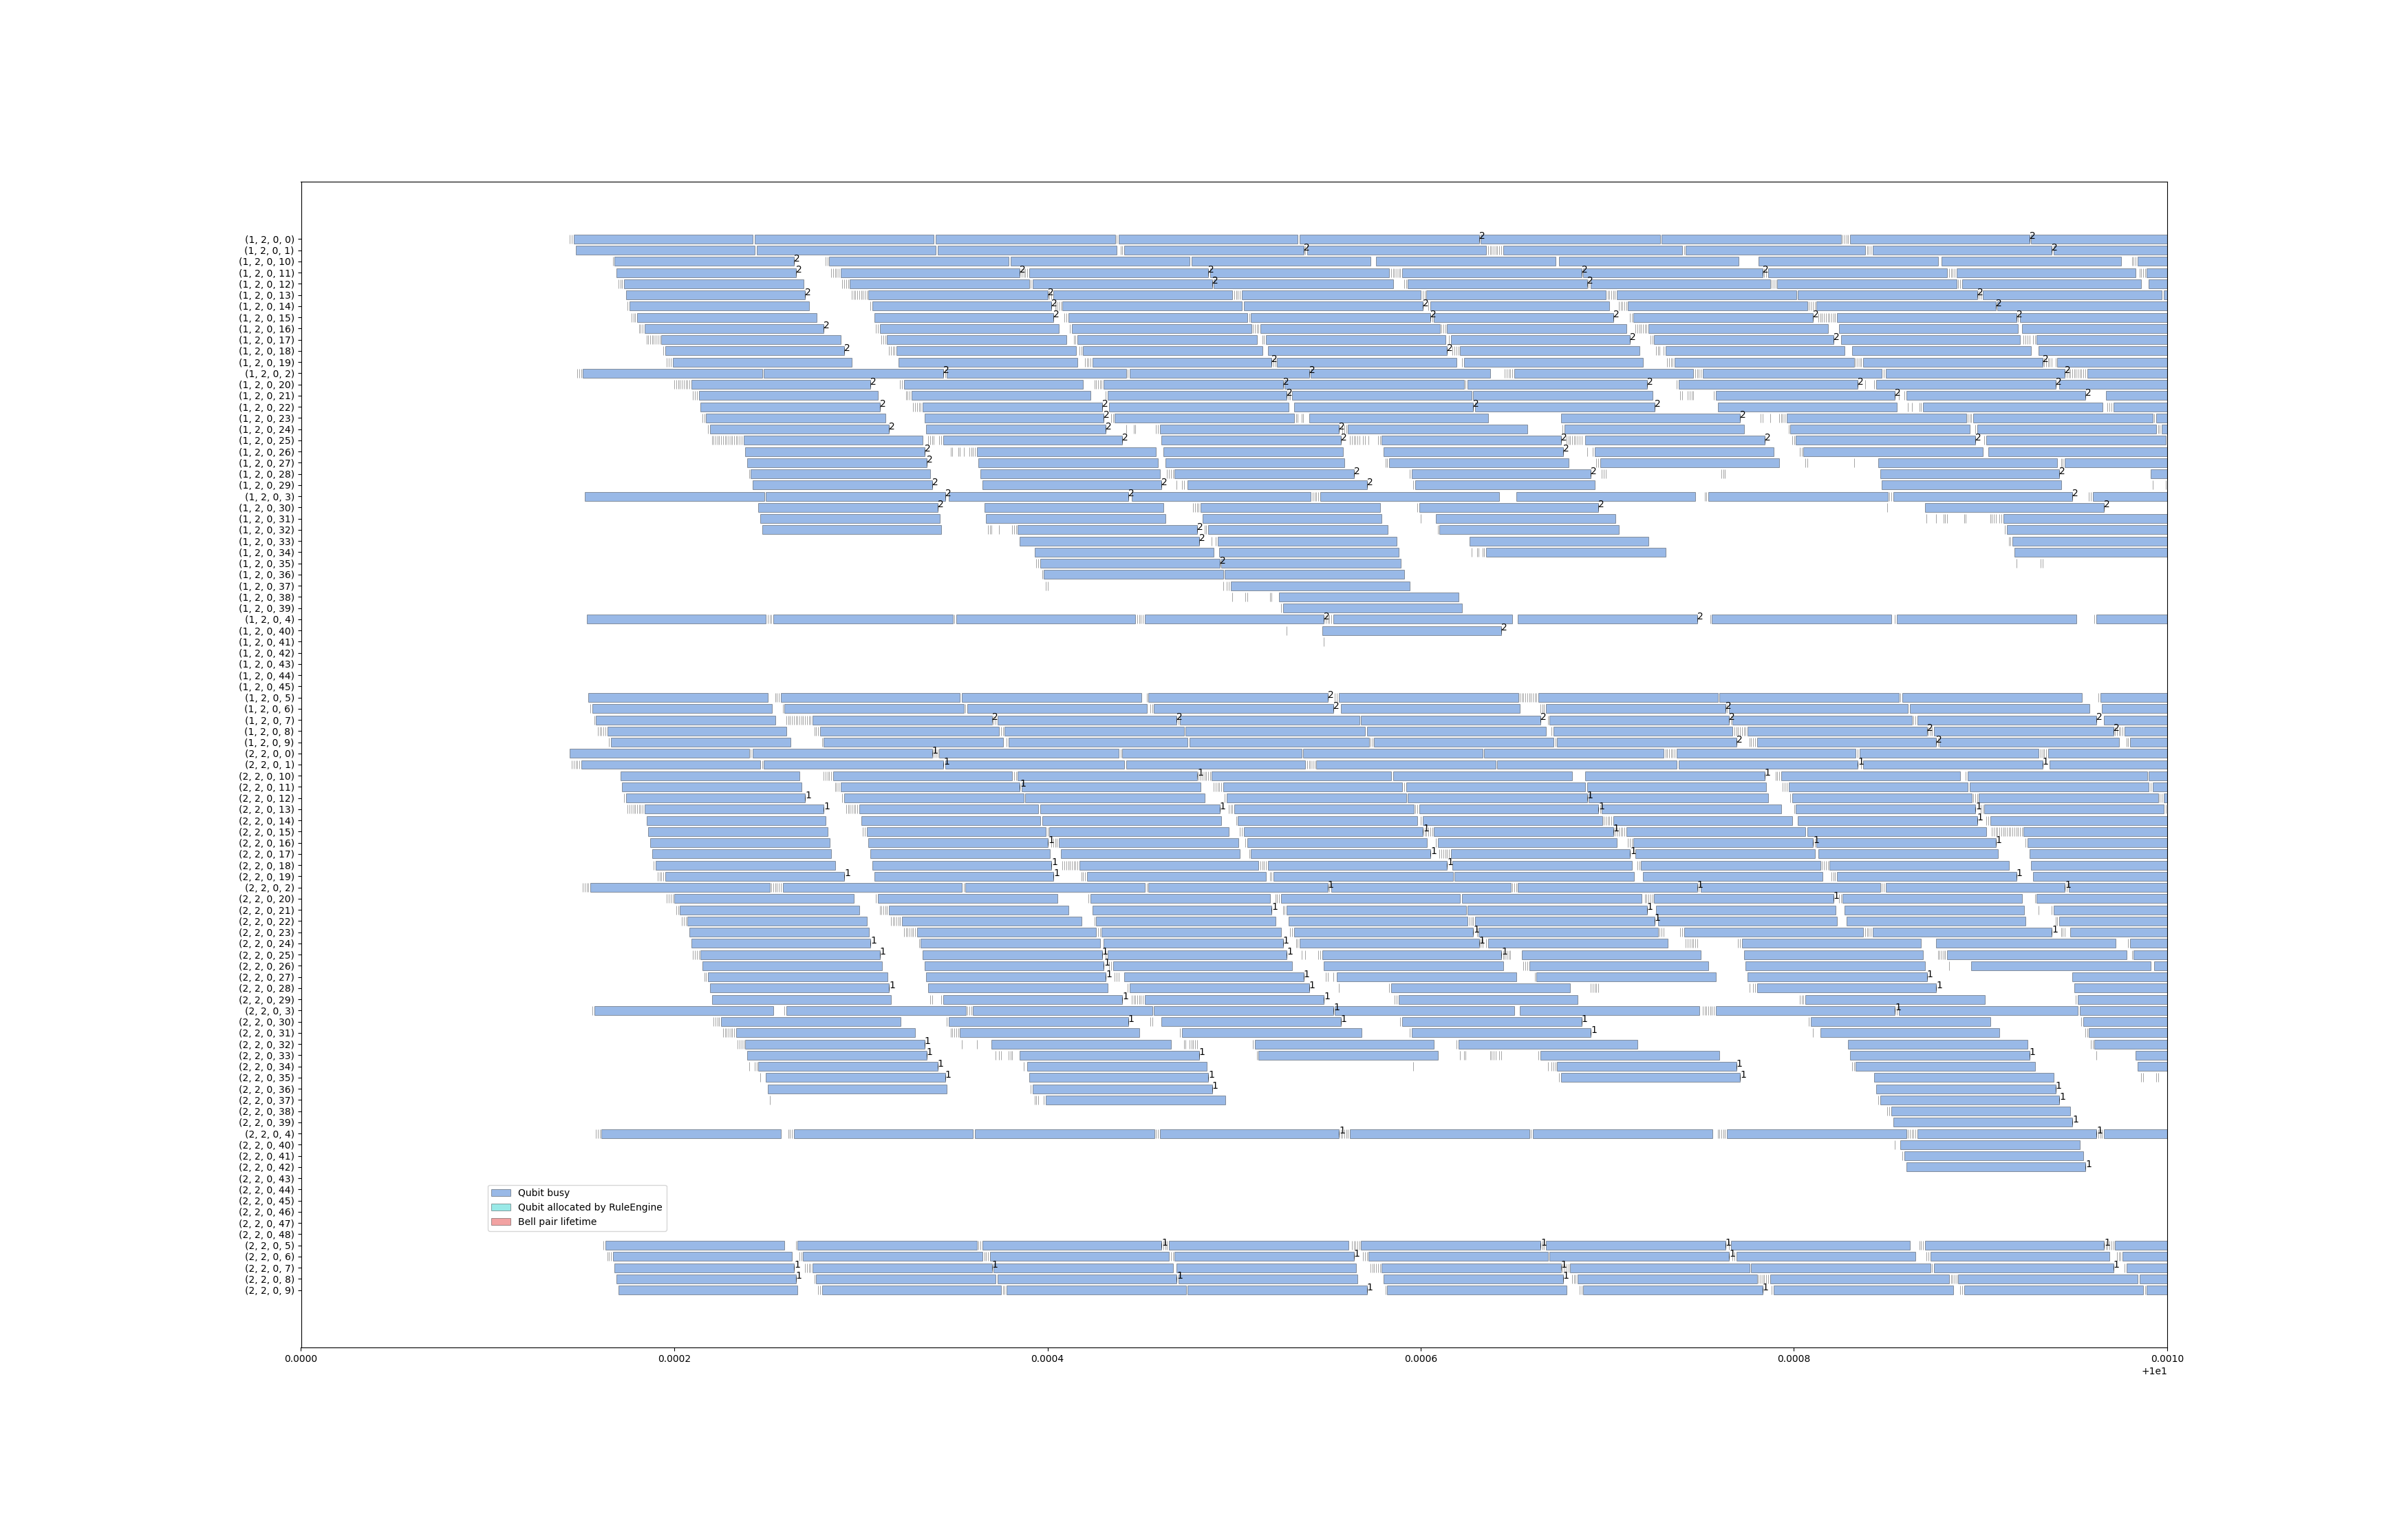 (1, 2, 0, 0)
(1, 2, 0, 1)
(1, 2, 0, 10)
(1, 2, 0, 11)
(1, 2, 0, 12)
(1, 2, 0, 13)
(1, 2, 0, 14)
(1, 2, 0, 15)
(1, 2, 0, 16)
(1, 2, 0, 17)
(1, 2, 0, 18)
(1, 2, 0, 19)
(1, 2, 0, 2)
(1, 2, 0, 20)
(1, 2, 0, 21)
(1, 2, 0, 22)
(1, 2, 0, 23)
(1, 2, 0, 24)
(1, 2, 0, 25)
(1, 2, 0, 26)
(1, 2, 0, 27)
(1, 2, 0, 28)
(1, 2, 0, 29)
(1, 2, 0, 3)
(1, 2, 0, 30)
(1, 2, 0, 31)
(1, 2, 0, 32)
(1, 2, 0, 33)
(1, 2, 0, 34)
(1, 2, 0, 35)
(1, 2, 0, 36)
(1, 2, 0, 37)
(1, 2, 0, 38)
(1, 2, 0, 39)
(1, 2, 0, 4)
(1, 2, 0, 40)
(1, 2, 0, 41)
(1, 2, 0, 42)
(1, 2, 0, 43)
(1, 2, 0, 44)
(1, 2, 0, 45)
(1, 2, 0, 5)
(1, 2, 0, 6)
(1, 2, 0, 7)
(1, 2, 0, 8)
(1, 2, 0, 9)
(2, 2, 0, 0)
(2, 2, 0, 1)
(2, 2, 0, 10)
(2, 2, 0, 11)
(2, 2, 0, 12)
(2, 2, 0, 13)
(2, 2, 0, 14)
(2, 2, 0, 15)
(2, 2, 0, 16)
(2, 2, 0, 17)
(2, 2, 0, 18)
(2, 2, 0, 19)
(2, 2, 0, 2)
(2, 2, 0, 20)
(2, 2, 0, 21)
(2, 2, 0, 22)
(2, 2, 0, 23)
(2, 2, 0, 24)
(2, 2, 0, 25)
(2, 2, 0, 26)
(2, 2, 0, 27)
(2, 2, 0, 28)
(2, 2, 0, 29)
(2, 2, 0, 3)
(2, 2, 0, 30)
(2, 2, 0, 31)
(2, 2, 0, 32)
(2, 2, 0, 33)
(2, 2, 0, 34)
(2, 2, 0, 35)
(2, 2, 0, 36)
(2, 2, 0, 37)
(2, 2, 0, 38)
(2, 2, 0, 39)
(2, 2, 0, 4)
(2, 2, 0, 40)
(2, 2, 0, 41)
(2, 2, 0, 42)
(2, 2, 0, 43)
(2, 2, 0, 44)
(2, 2, 0, 45)
(2, 2, 0, 46)
(2, 2, 0, 47)
(2, 2, 0, 48)
(2, 2, 0, 5)
(2, 2, 0, 6)
(2, 2, 0, 7)
(2, 2, 0, 8)
(2, 2, 0, 9)
Qubit busy
Qubit allocated by RuleEngine
Bell pair lifetime
0.0000 0.0002 0.0004 0.0006 0.0008 0.0010
+1e1